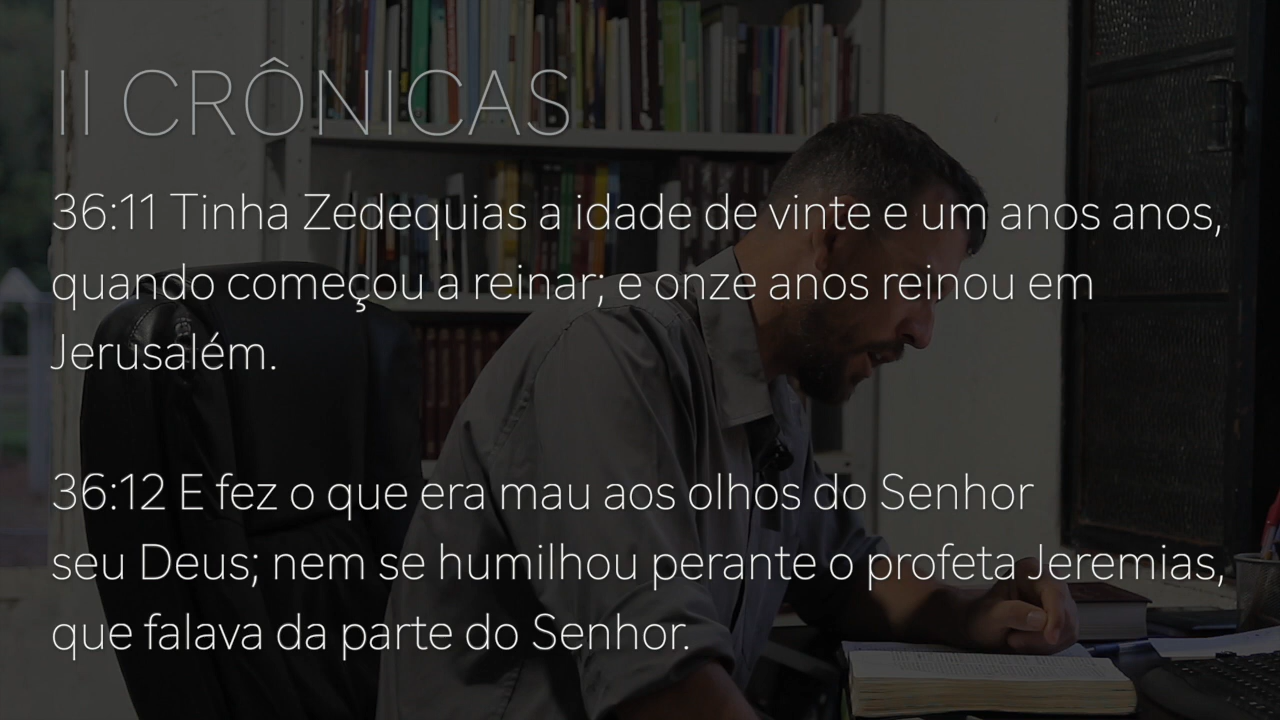 II CRÔNICAS
36:11 Tinha Zedequias a idade de vinte e um anos anos,
quando começou a reinar; e onze anos reinou em
Jerusalém.
36:12 E fez o que era mau aos olhos do Senhor
seu Deus; nem se humilhou perante o profeta Jeremias,
que falava da parte do Senhor.